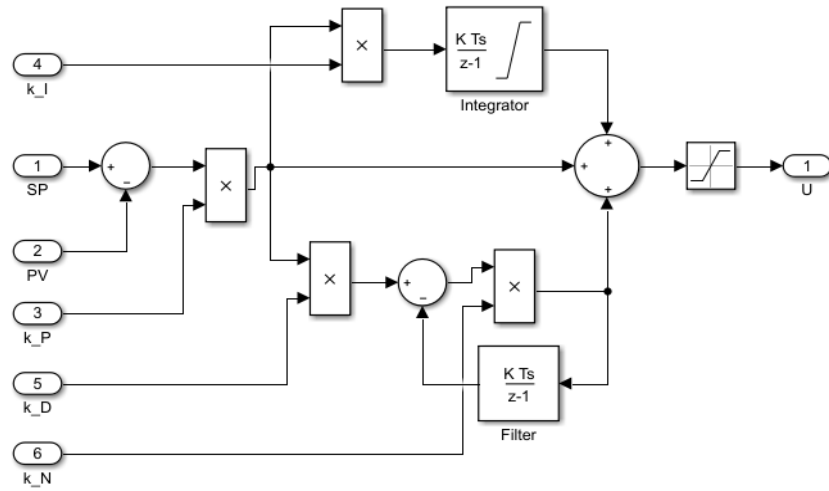 4
k_I
×
K Ts
z-1
Integrator
1
SP
+
−
×
+
+
+
1
U
2
PV
3
k_P
×
+
−
×
5
k_D
K Ts
z-1
Filter
6
k_N